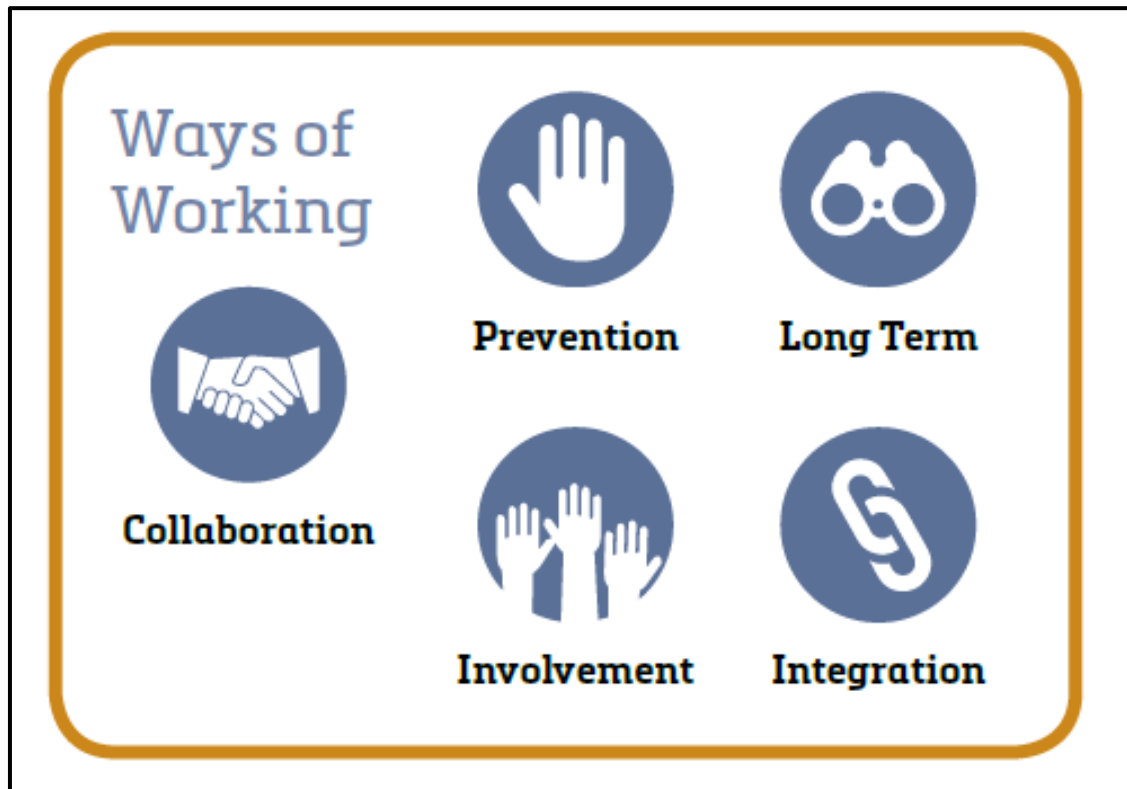 Ways of
Working
Prevention
Long Term
Collaboration
Involvement
Integration